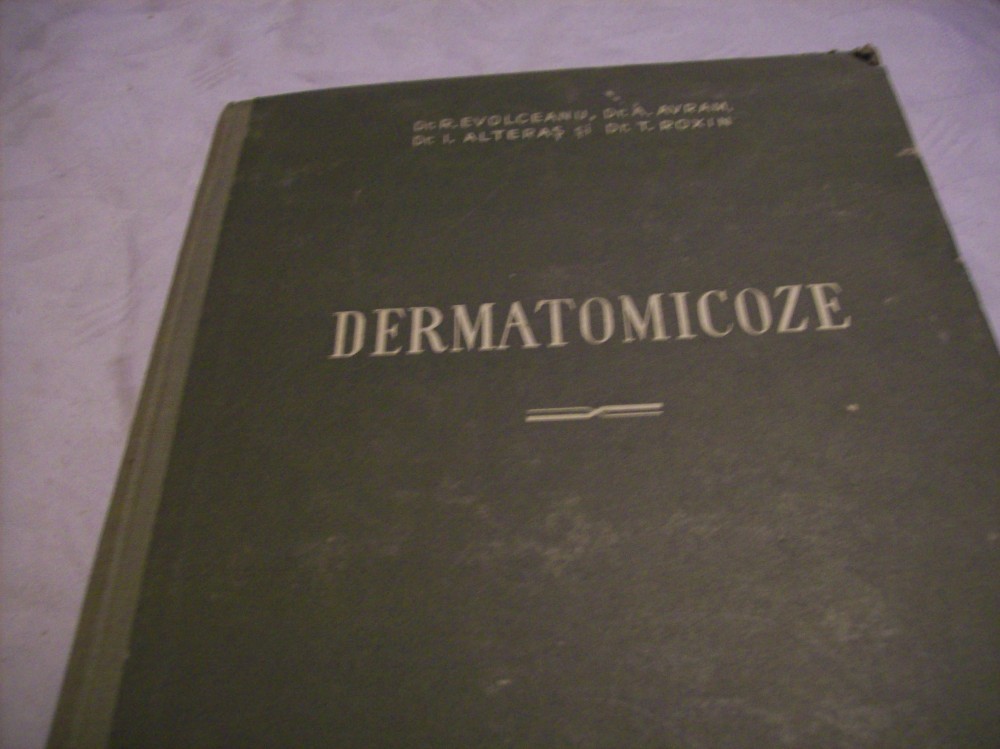 Dr. R. EVOLCEANU, Dr. A. AVRAM,
Dr. I. ALTERAȘ ȘI Dr. T. ROXIN
DERMATOMICOZE